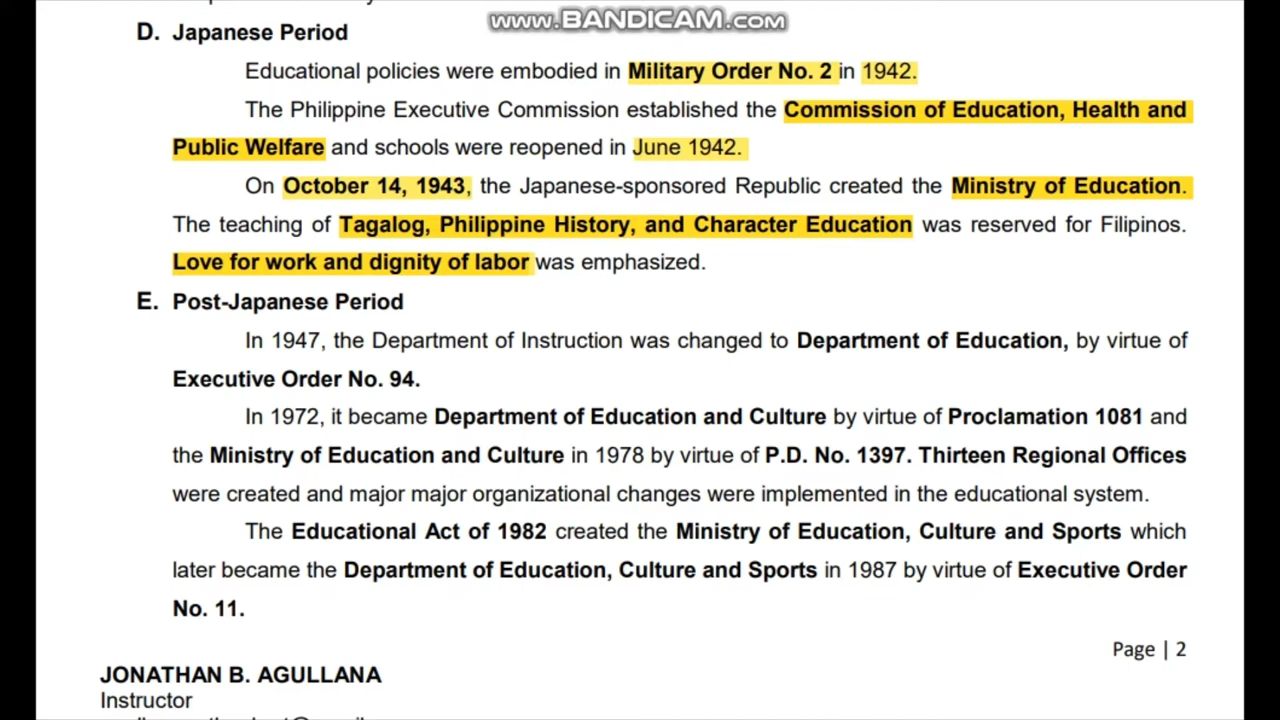 www.BANDICAM.com
D. Japanese Period
Educational policies were embodied in Military Order No. 2 in 1942.
The Philippine Executive Commission established the Commission of Education, Health and
Public Welfare and schools were reopened in June 1942.
On October 14, 1943, the Japanese-sponsored Republic created the Ministry of Education.
The teaching of Tagalog, Philippine History, and Character Education was reserved for Filipinos.
Love for work and dignity of labor was emphasized.
E. Post-Japanese Period
In 1947, the Department of Instruction was changed to Department of Education, by virtue of
Executive Order No. 94.
In 1972, it became Department of Education and Culture by virtue of Proclamation 1081 and
the Ministry of Education and Culture in 1978 by virtue of P.D. No. 1397. Thirteen Regional Offices
were created and major major organizational changes were implemented in the educational system.
The Educational Act of 1982 created the Ministry of Education, Culture and Sports which
later became the Department of Education, Culture and Sports in 1987 by virtue of Executive Order
No. 11.
Page | 2
JONATHAN B. AGULLANA
Instructor